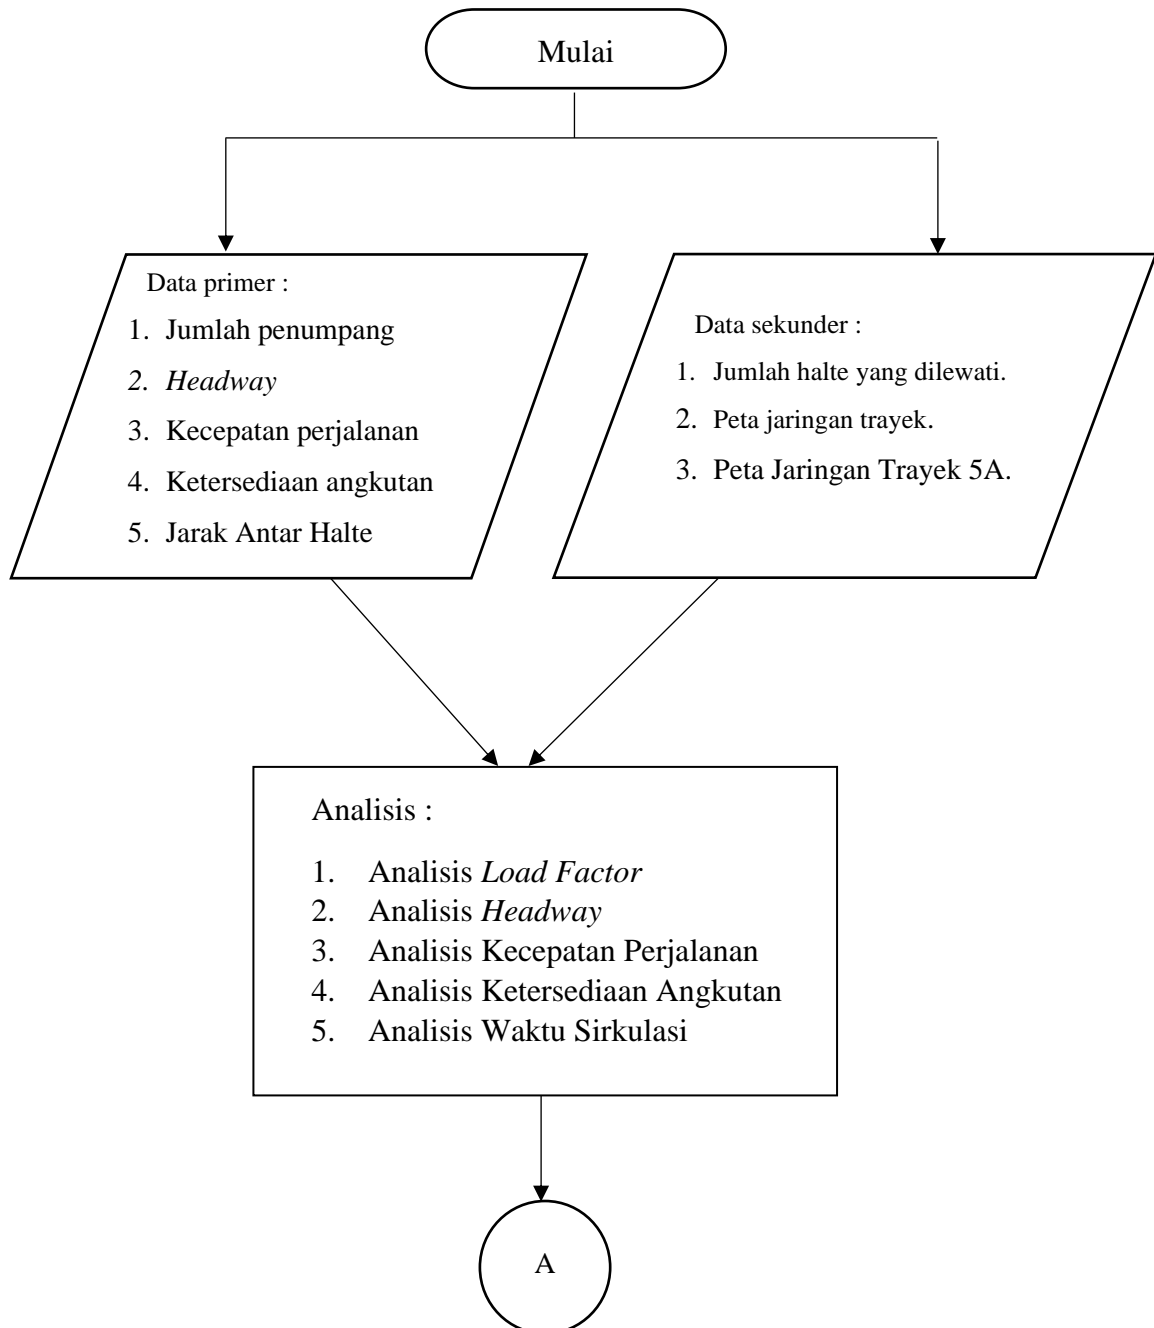 Mulai
Data primer :
1. Jumlah penumpang
2. Headway
3. Kecepatan perjalanan
4. Ketersediaan angkutan
5. Jarak Antar Halte
Data sekunder :
1. Jumlah halte yang dilewati.
2. Peta jaringan trayek.
3. Peta Jaringan Trayek 5A.
Analisis :
1. Analisis Load Factor
2. Analisis Headway
3. Analisis Kecepatan Perjalanan
4. Analisis Ketersediaan Angkutan
5. Analisis Waktu Sirkulasi
A